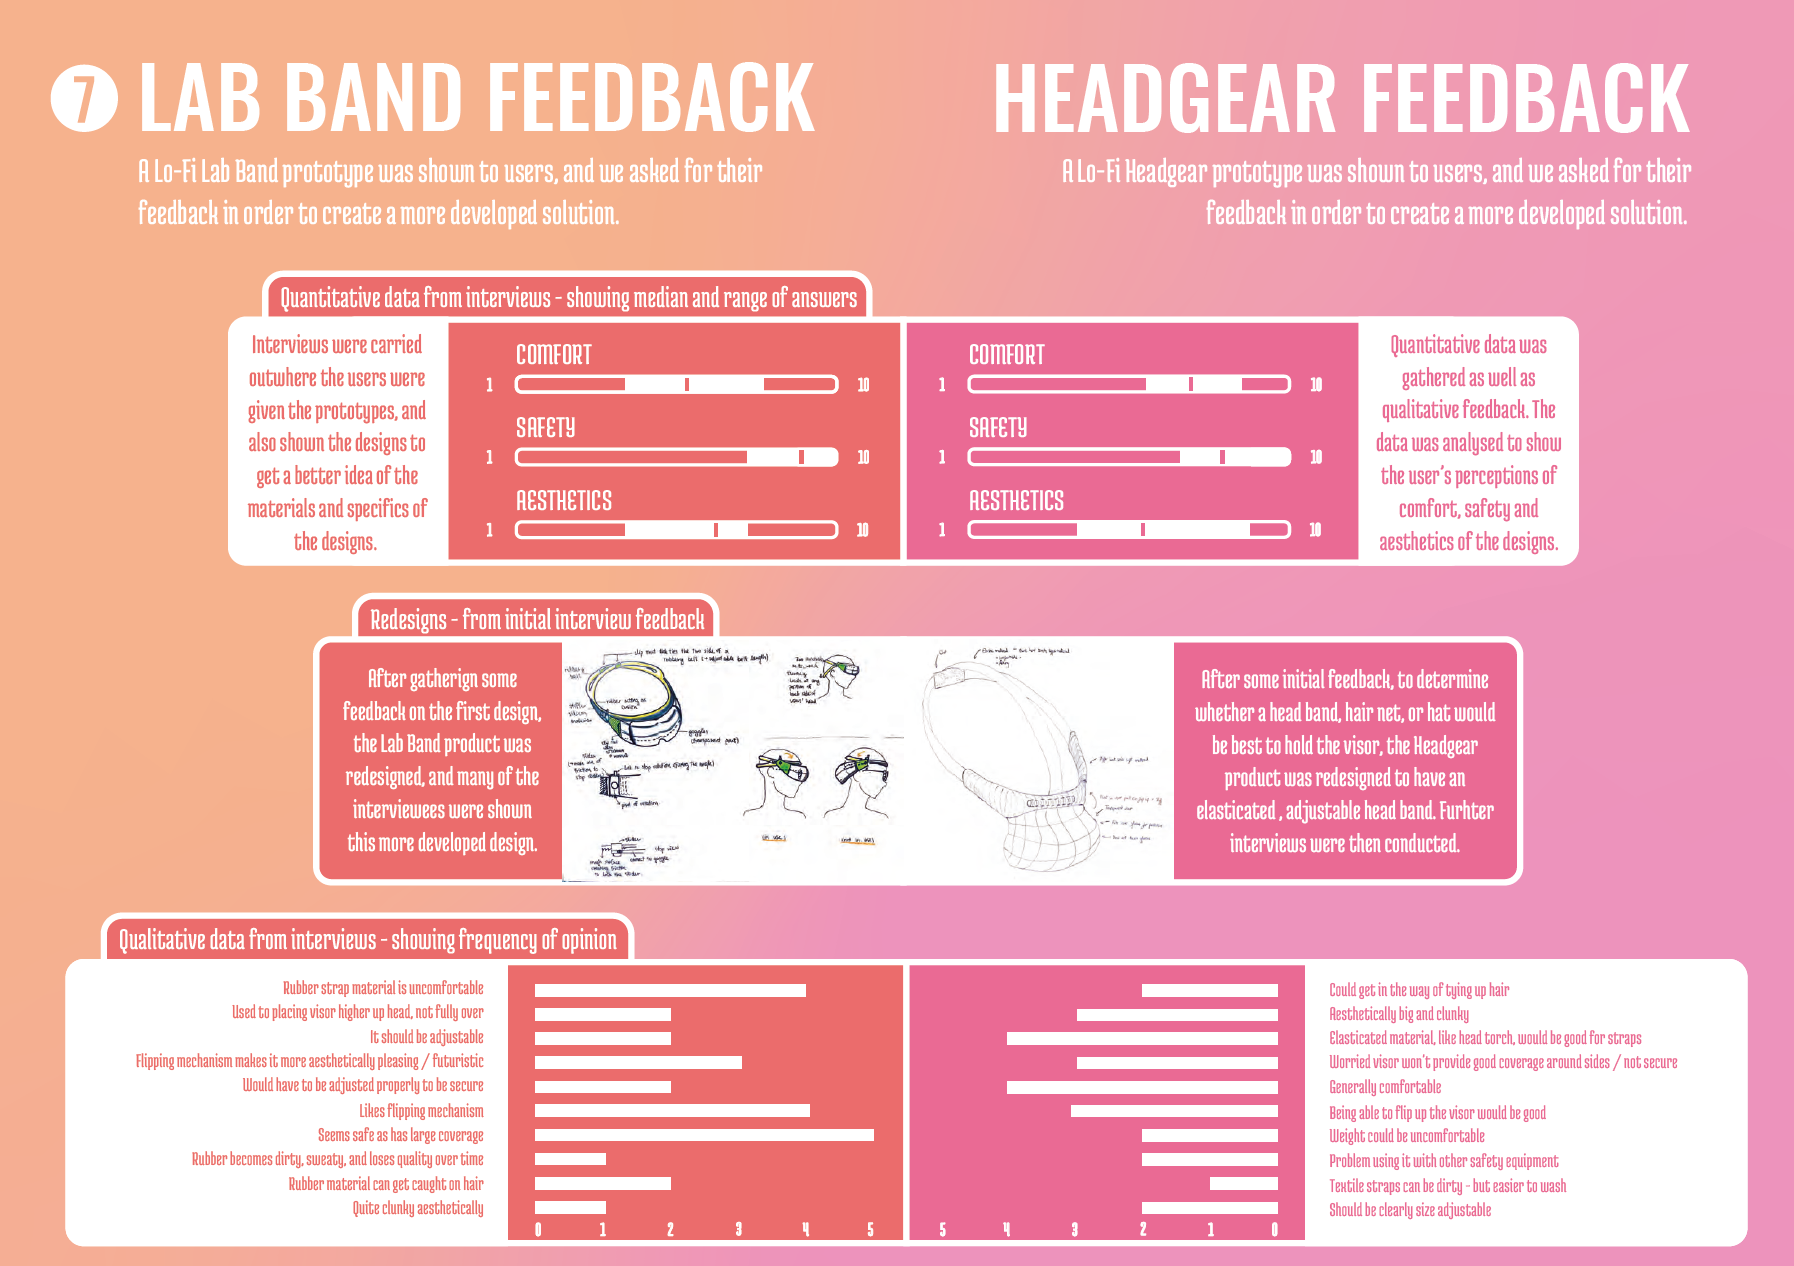 7 LAB BAND FEEDBACK
A Lo-Fi Lab Band prototype was shown to users, and we asked for their
feedback in order to create a more developed solution.
HEADGEAR FEEDBACK
A Lo-Fi Headgear prototype was shown to users, and we asked for their
feedback in order to create a more developed solution.
Quantitative data from interviews - showing median and range of answers
Interviews were carried
outwhere the users were
given the prototypes, and
also shown the designs to
get a better idea of the
materials and specifics of
the designs.
COMFORT
1 10
SAFETY
1 10
AESTHETICS
1 10
COMFORT
1 10
SAFETY
1 10
AESTHETICS
1 10
Quantitative data was
gathered as well as
qualitative feedback. The
data was analysed to show
the user's perceptions of
comfort, safety and
aesthetics of the designs.
Redesigns - from initial interview feedback
After gatherign some
feedback on the first design,
the Lab Band product was
redesigned, and many of the
interviewees were shown
this more developed design.
goggles
After some initial feedback, to determine
whether a head band, hair net, or hat would
be best to hold the visor, the Headgear
product was redesigned to have an
elasticated , adjustable head band. Furhter
interviews were then conducted.
Qualitative data from interviews - showing frequency of opinion
Rubber strap material is uncomfortable
Used to placing visor higher up head, not fully over
It should be adjustable
Flipping mechanism makes it more aesthetically pleasing / futuristic
Would have to be adjusted properly to be secure
Likes flipping mechanism
Seems safe as has large coverage
Rubber becomes dirty, sweaty, and loses quality over time
Rubber material can get caught on hair
Quite clunky aesthetically
0 1 2 3 4 5
5 4 3 2 1 0
Could get in the way of tying up hair
Aesthetically big and clunky
Elasticated material, like head torch, would be good for straps
Worried visor won't provide good coverage around sides / not secure
Generally comfortable
Being able to flip up the visor would be good
Weight could be uncomfortable
Problem using it with other safety equipment
Textile straps can be dirty - but easier to wash
Should be clearly size adjustable